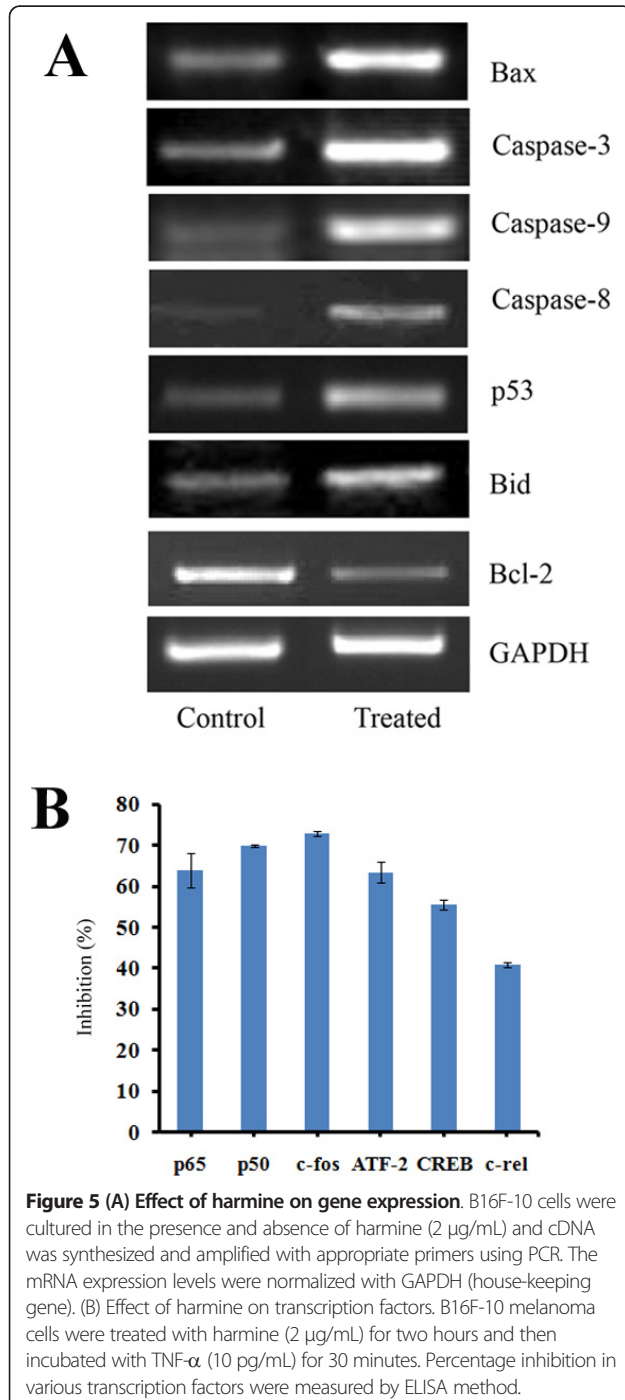 A
Bax
Caspase-3
Caspase-9
Caspase-8
p53
Bid
Bcl-2
GAPDH
Control Treated
B
80
70
60
50
40
30
20
10
0
Inhibition (%)
p65 p50 c-fos ATF-2 CREB c-rel
Figure 5 (A) Effect of harmine on gene expression. B16F-10 cells were
cultured in the presence and absence of harmine (2 μg/mL) and cDNA
was synthesized and amplified with appropriate primers using PCR. The
mRNA expression levels were normalized with GAPDH (house-keeping
gene). (B) Effect of harmine on transcription factors. B16F-10 melanoma
cells were treated with harmine (2 μg/mL) for two hours and then
incubated with TNF-α (10 pg/mL) for 30 minutes. Percentage inhibition in
various transcription factors were measured by ELISA method.